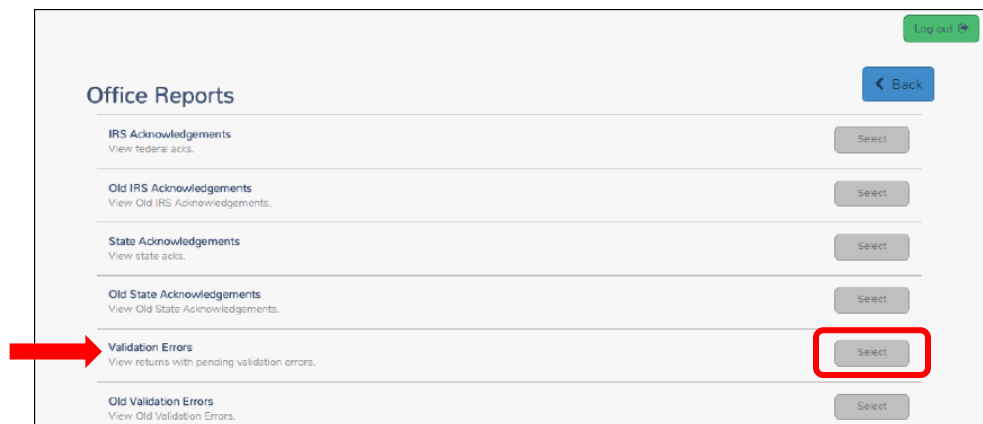 Log out
Back
Office Reports
IRS Acknowledgements
View federal acks.
Select
Old IRS Acknowledgements
View Old IRS Acknowledgements.
Select
State Acknowledgements
View state acks.
Select
Old State Acknowledgements
View Old State Acknowledgements.
Select
Validation Errors
View returns with pending validation errors.
Select
Old Validation Errors
View Old Validation Errors.
Select